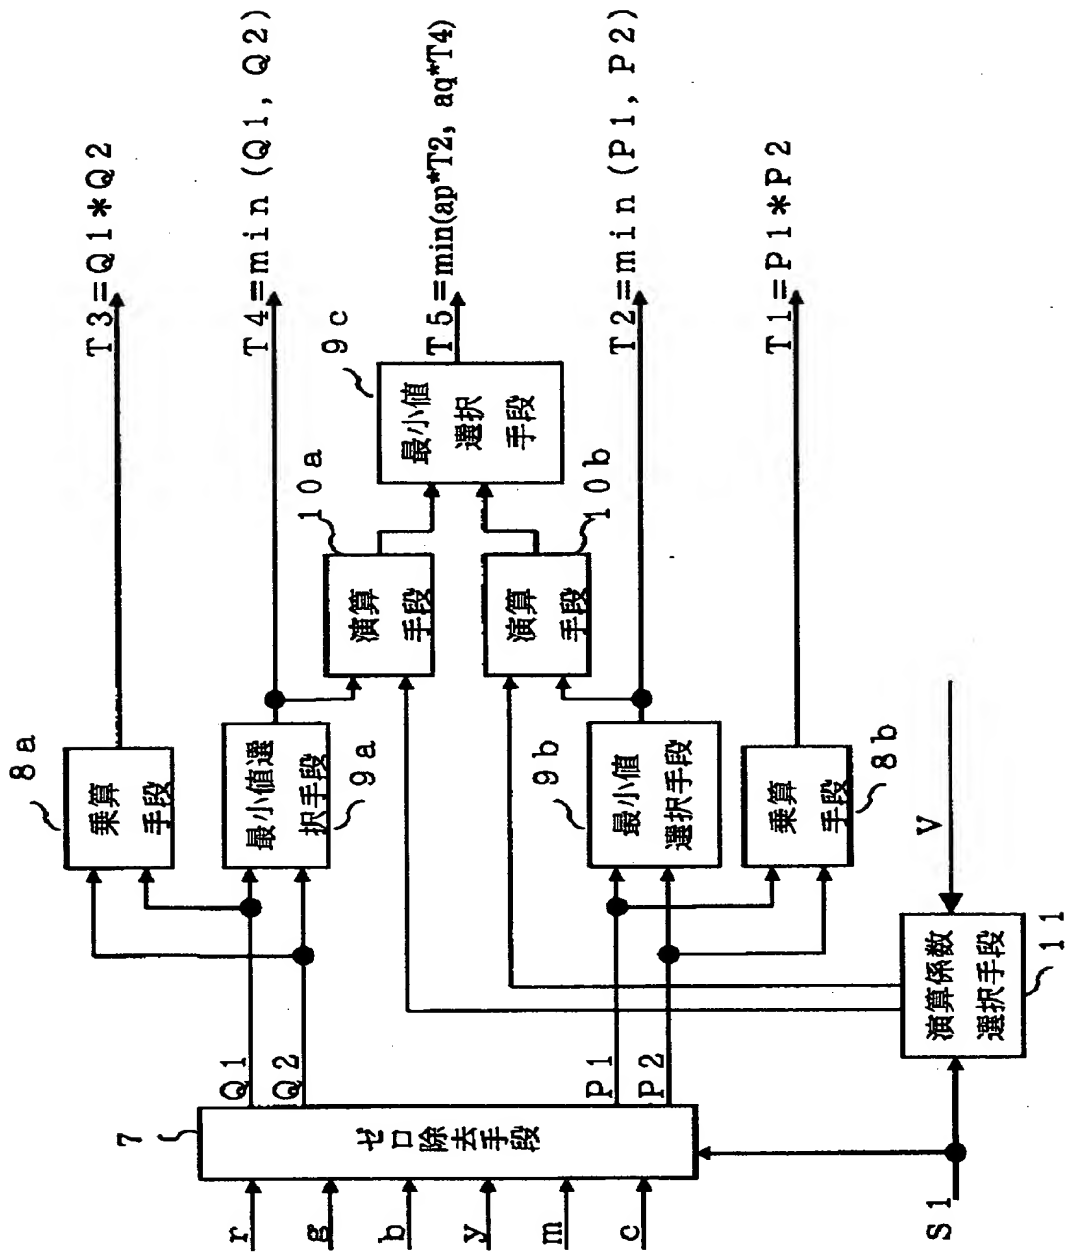 r
g
b
y
m
c
S1
7
ゼロ除去手段
Q1
Q2
P1
P2
8a
乗算
手段
最小値選
択手段
9a
9b
最小値
選択手段
乗算
手段
8b
演算係数
選択手段
11
V
10a
演算
手段
演算
手段
10b
9c
最小値
選択
手段
T3=Q1*Q2
T4=min(Q1, Q2)
T5=min(ap*T2, aq*T4)
T2=min(P1, P2)
T1=P1*P2